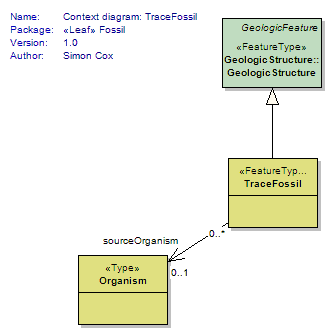 Name: Context diagram: TraceFossil
Package: «Leaf» Fossil
Version: 1.0
Author: Simon Cox
GeologicFeature
«FeatureType»
GeologicStructure::
GeologicStructure
«FeatureTyp...
TraceFossil
0..*
sourceOrganism
0..1
«Type»
Organism